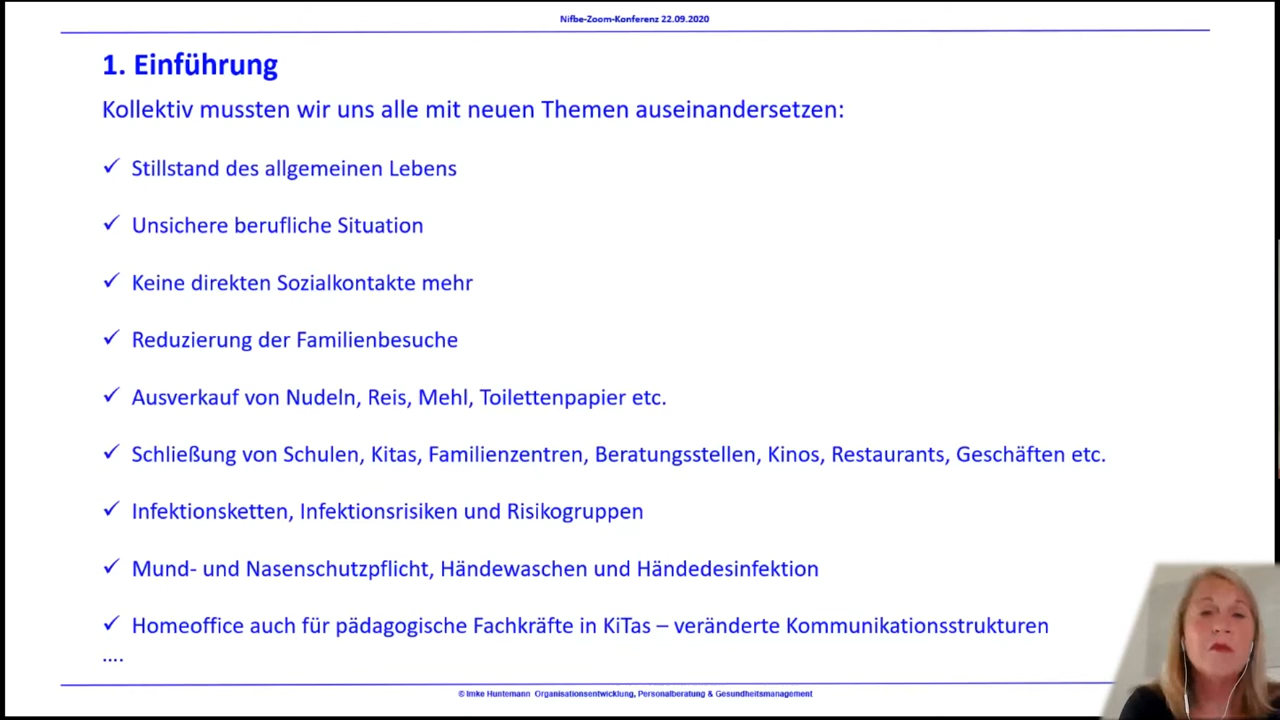 Nifbe-Zoom-Konferenz 22.09.2020
1. Einführung
Kollektiv mussten wir uns alle mit neuen Themen auseinandersetzen:
✓ Stillstand des allgemeinen Lebens
✓ Unsichere berufliche Situation
✓ Keine direkten Sozialkontakte mehr
✓ Reduzierung der Familienbesuche
✓ Ausverkauf von Nudeln, Reis, Mehl, Toilettenpapier etc.
✓ Schließung von Schulen, Kitas, Familienzentren, Beratungsstellen, Kinos, Restaurants, Geschäften etc.
✓ Infektionsketten, Infektionsrisiken und Risikogruppen
✓ Mund- und Nasenschutzpflicht, Händewaschen und Händedesinfektion
✓ Homeoffice auch für pädagogische Fachkräfte in KiTas – veränderte Kommunikationsstrukturen
....
© Imke Huntemann Organisationsentwicklung, Personalberatung & Gesundheitsmanagement